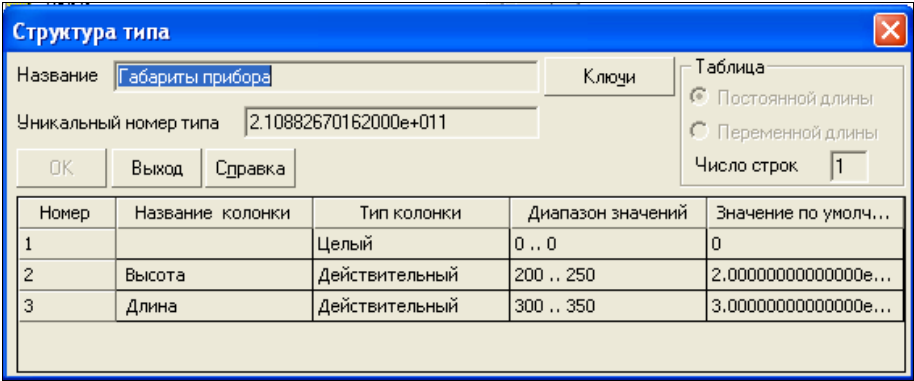 Структура типа
Название Габариты прибора Ключи Таблица
Постоянной длины
Уникальный номер типа 2.10882670162000e+011 Переменной длины
OK Выход Справка Число строк 1
Номер Название колонки Тип колонки Диапазон значений Значение по умолч...
1 Целый 0 .. 0 0
2 Высота Действительный 200 .. 250 2.00000000000000e...
3 Длина Действительный 300 .. 350 3.00000000000000e...